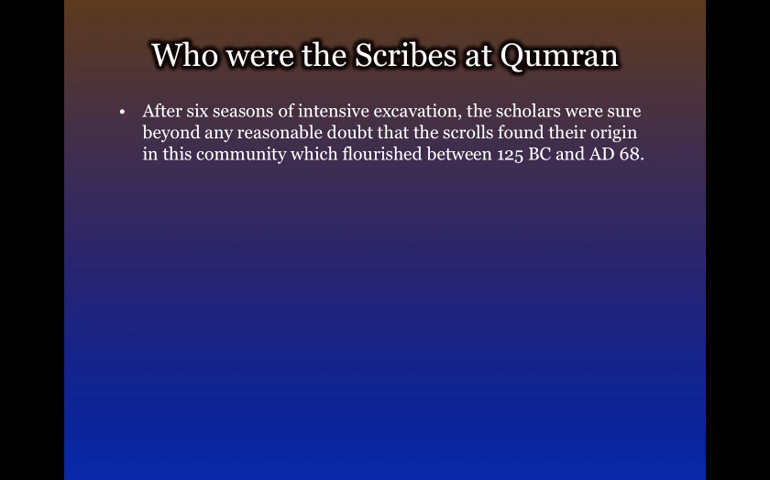 Who were the Scribes at Qumran
• After six seasons of intensive excavation, the scholars were sure
beyond any reasonable doubt that the scrolls found their origin
in this community which flourished between 125 BC and AD 68.